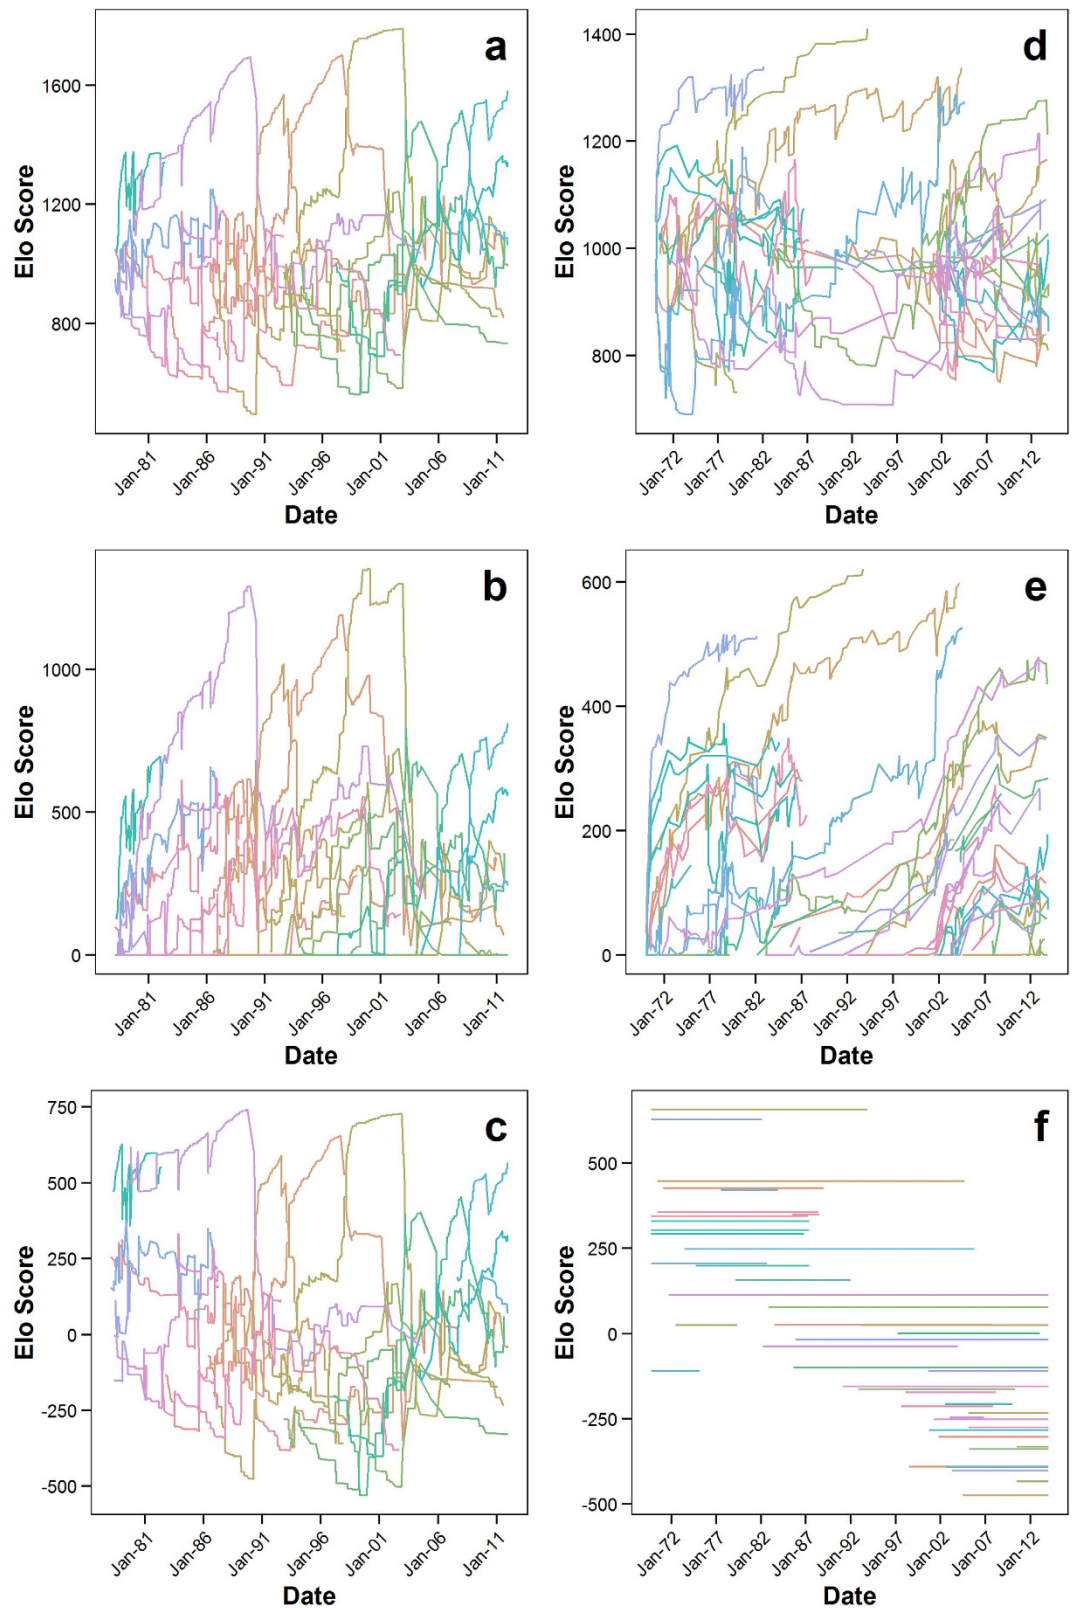 a
Elo Score
1600
1200
800
Jan-81
Jan-86
Jan-91
Jan-96
Jan-01
Jan-06
Jan-11
Date
d
Elo Score
1400
1200
1000
800
Jan-72
Jan-77
Jan-82
Jan-87
Jan-92
Jan-97
Jan-02
Jan-07
Jan-12
Date
b
Elo Score
1000
500
0
Jan-81
Jan-86
Jan-91
Jan-96
Jan-01
Jan-06
Jan-11
Date
e
Elo Score
600
400
200
0
Jan-72
Jan-77
Jan-82
Jan-87
Jan-92
Jan-97
Jan-02
Jan-07
Jan-12
Date
c
Elo Score
750
500
250
0
-250
-500
Jan-81
Jan-86
Jan-91
Jan-96
Jan-01
Jan-06
Jan-11
Date
f
Elo Score
500
250
0
-250
-500
Jan-72
Jan-77
Jan-82
Jan-87
Jan-92
Jan-97
Jan-02
Jan-07
Jan-12
Date